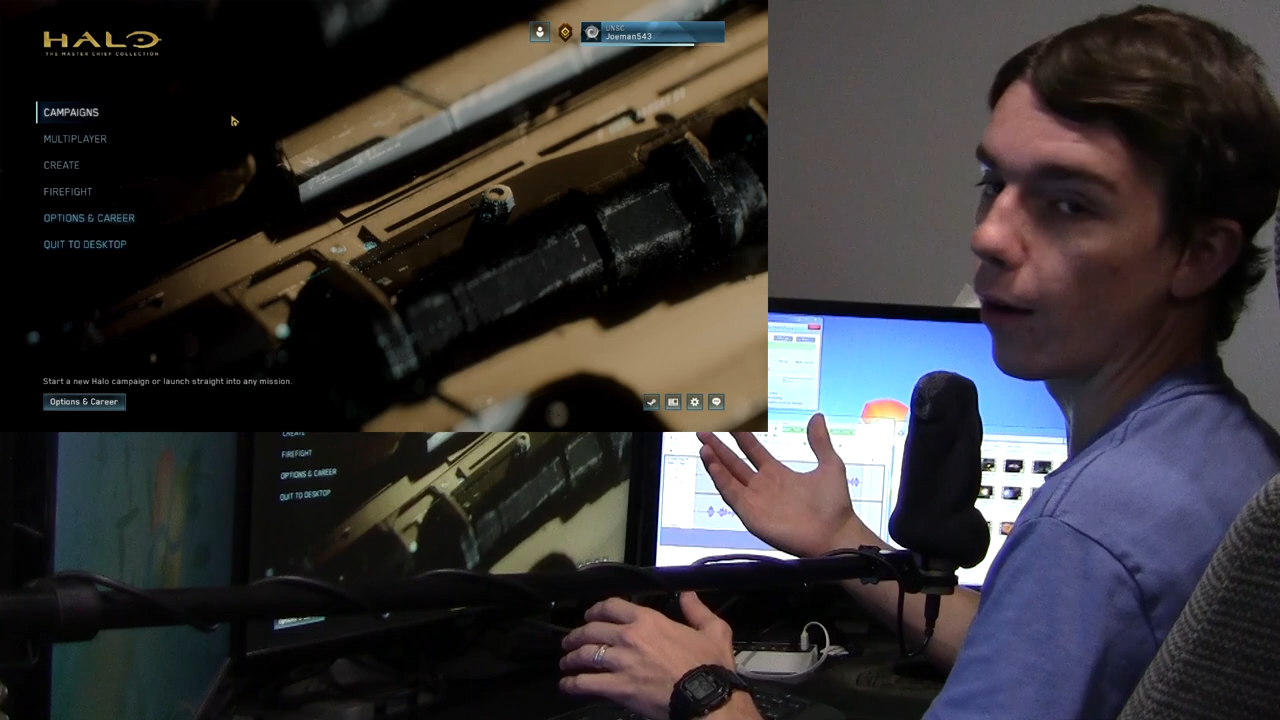 HALO
THE MASTER CHIEF COLLECTION
UNSC
Joeman543
CAMPAIGNS
MULTIPLAYER
CREATE
FIREFIGHT
OPTIONS & CAREER
QUIT TO DESKTOP
Start a new Halo campaign or launch straight into any mission.
Options & Career
CREATE
FIREFIGHT
OPTIONS & CAREER
QUIT TO DESKTOP